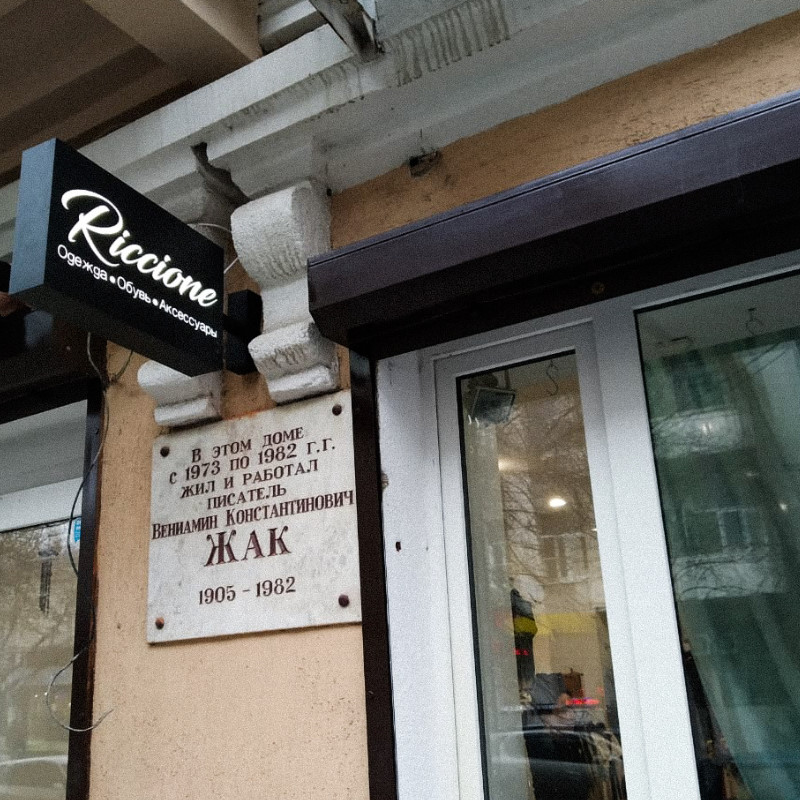 Riccione
Одежда • Обувь • Аксессуары
В ЭТОМ ДОМЕ
С 1973 ПО 1982 Г.Г.
ЖИЛ И РАБОТАЛ
ПИСАТЕЛЬ
ВЕНИАМИН КОНСТАНТИНОВИЧ
ЖАК
1905 - 1982